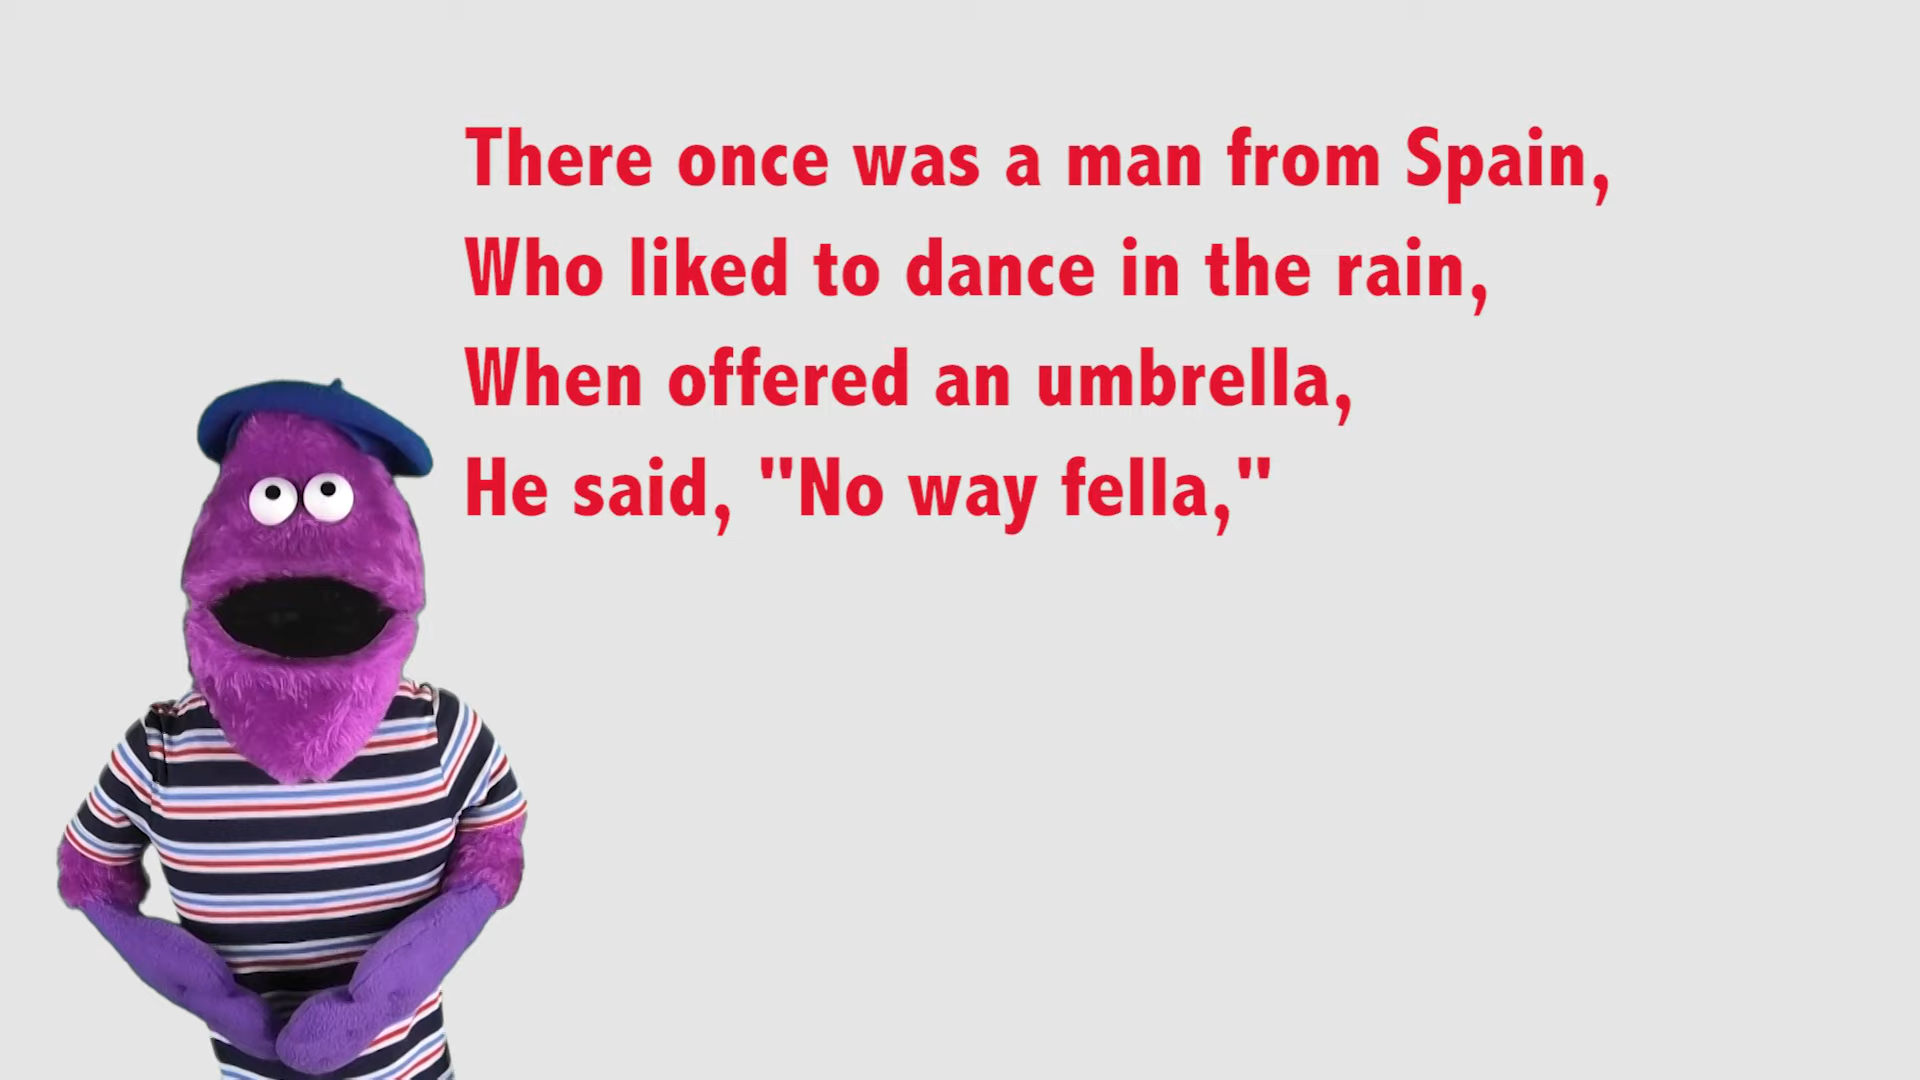 There once was a man from Spain,
Who liked to dance in the rain,
When offered an umbrella,
He said, "No way fella,"